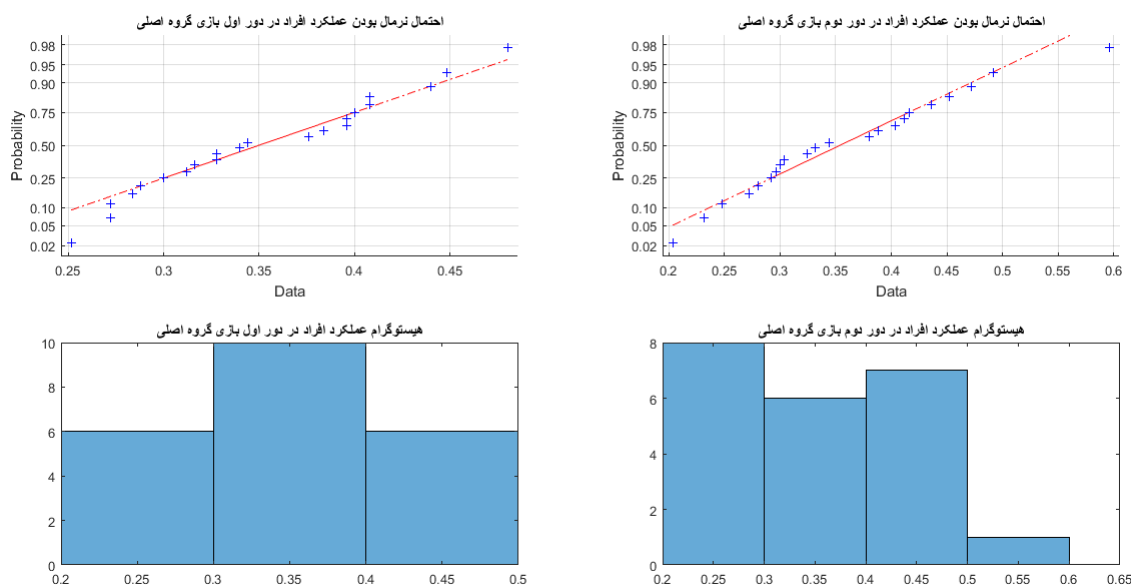 احتمال نرمال بودن عملکرد افراد در دور اول بازی گروه اصلی
0.98
0.95
0.90
0.75
0.50
0.25
0.10
0.05
0.02
Probability
0.25 0.3 0.35 0.4 0.45
Data
احتمال نرمال بودن عملکرد افراد در دور دوم بازی گروه اصلی
0.98
0.95
0.90
0.75
0.50
0.25
0.10
0.05
0.02
Probability
0.2 0.25 0.3 0.35 0.4 0.45 0.5 0.55 0.6
Data
هیستوگرام عملکرد افراد در دور اول بازی گروه اصلی
10
8
6
4
2
0
0.2 0.25 0.3 0.35 0.4 0.45 0.5
هیستوگرام عملکرد افراد در دور دوم بازی گروه اصلی
8
6
4
2
0
0.2 0.25 0.3 0.35 0.4 0.45 0.5 0.55 0.6 0.65